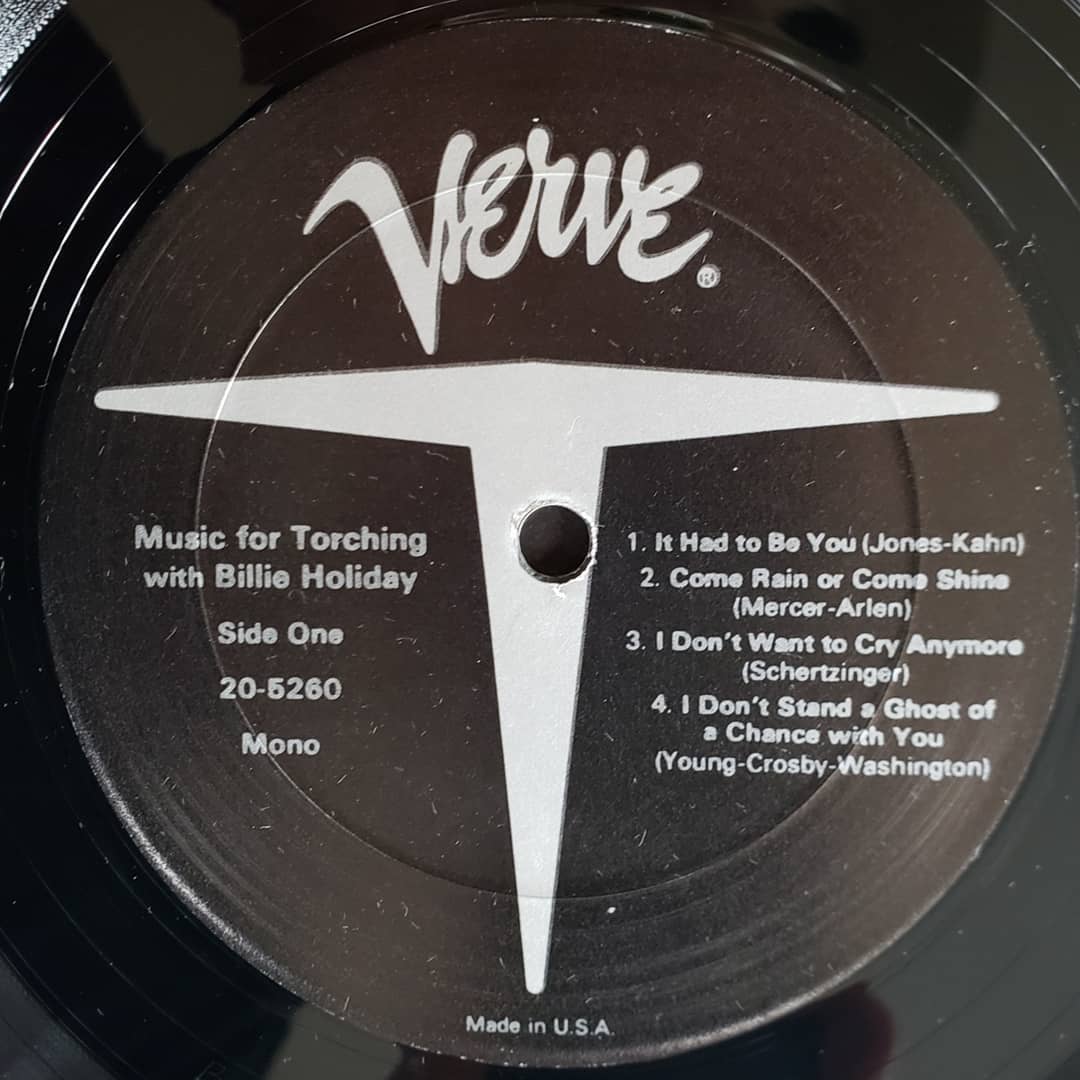 Verve®
Music for Torching
with Billie Holiday
Side One
20-5260
Mono
1. It Had to Be You (Jones-Kahn)
2. Come Rain or Come Shine
(Mercer-Arlen)
3. I Don't Want to Cry Anymore
(Schertzinger)
4. I Don't Stand a Ghost of
a Chance with You
(Young-Crosby-Washington)
Made in U.S.A.